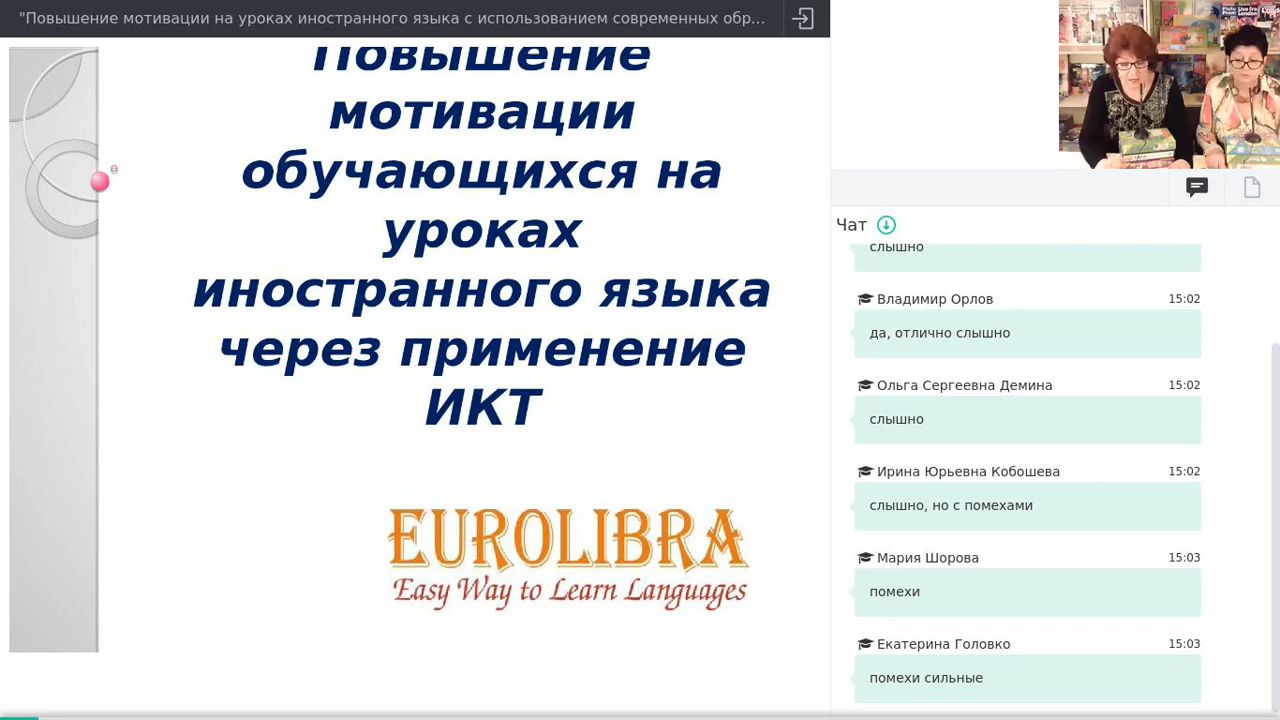 "Повышение мотивации на уроках иностранного языка с использованием современных обр...
Повышение
мотивации
обучающихся на
уроках
иностранного языка
через применение
ИКТ
EUROLIBRA
Easy Way to Learn Languages
Чат
слышно
Владимир Орлов 15:02
да, отлично слышно
Ольга Сергеевна Демина 15:02
слышно
Ирина Юрьевна Кобошева 15:02
слышно, но с помехами
Мария Шорова 15:03
помехи
Екатерина Головко 15:03
помехи сильные